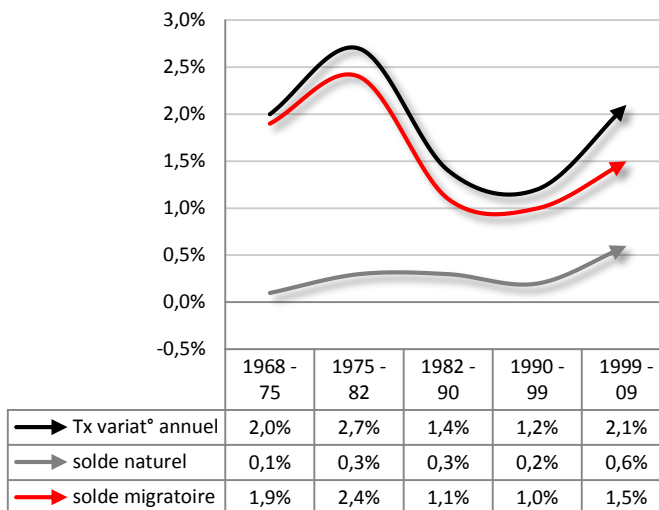 3,0%
2,5%
2,0%
1,5%
1,0%
0,5%
0,0%
-0,5%
1968 - 75 1975 - 82 1982 - 90 1990 - 99 1999 - 09
Tx variat° annuel 2,0% 2,7% 1,4% 1,2% 2,1%
solde naturel 0,1% 0,3% 0,3% 0,2% 0,6%
solde migratoire 1,9% 2,4% 1,1% 1,0% 1,5%